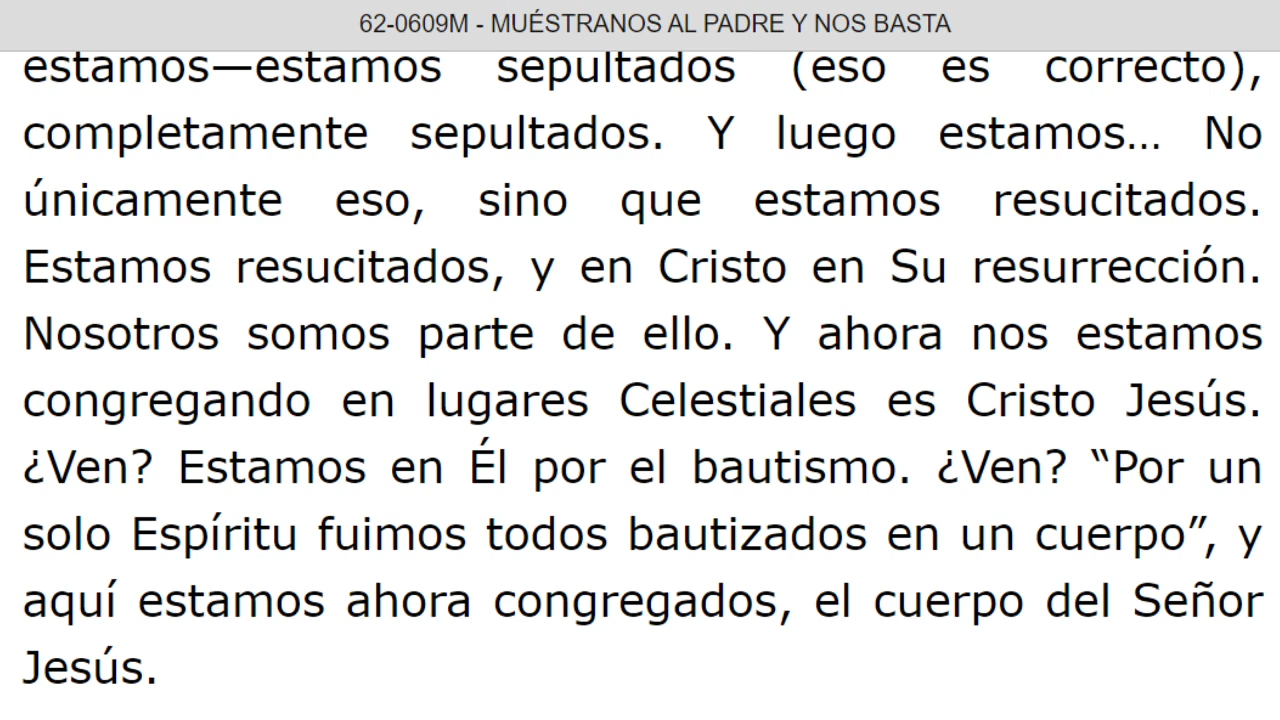 62-0609M - MUÉSTRANOS AL PADRE Y NOS BASTA
estamos—estamos sepultados (eso es correcto),
completamente sepultados. Y luego estamos... No
únicamente eso, sino que estamos resucitados.
Estamos resucitados, y en Cristo en Su resurrección.
Nosotros somos parte de ello. Y ahora nos estamos
congregando en lugares Celestiales es Cristo Jesús.
¿Ven? Estamos en Él por el bautismo. ¿Ven? “Por un
solo Espíritu fuimos todos bautizados en un cuerpo”, y
aquí estamos ahora congregados, el cuerpo del Señor
Jesús.